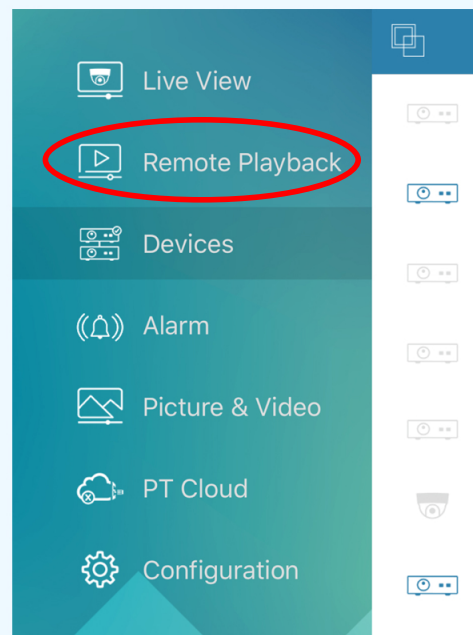 Live View
Remote Playback
Devices
Alarm
Picture & Video
PT Cloud
Configuration